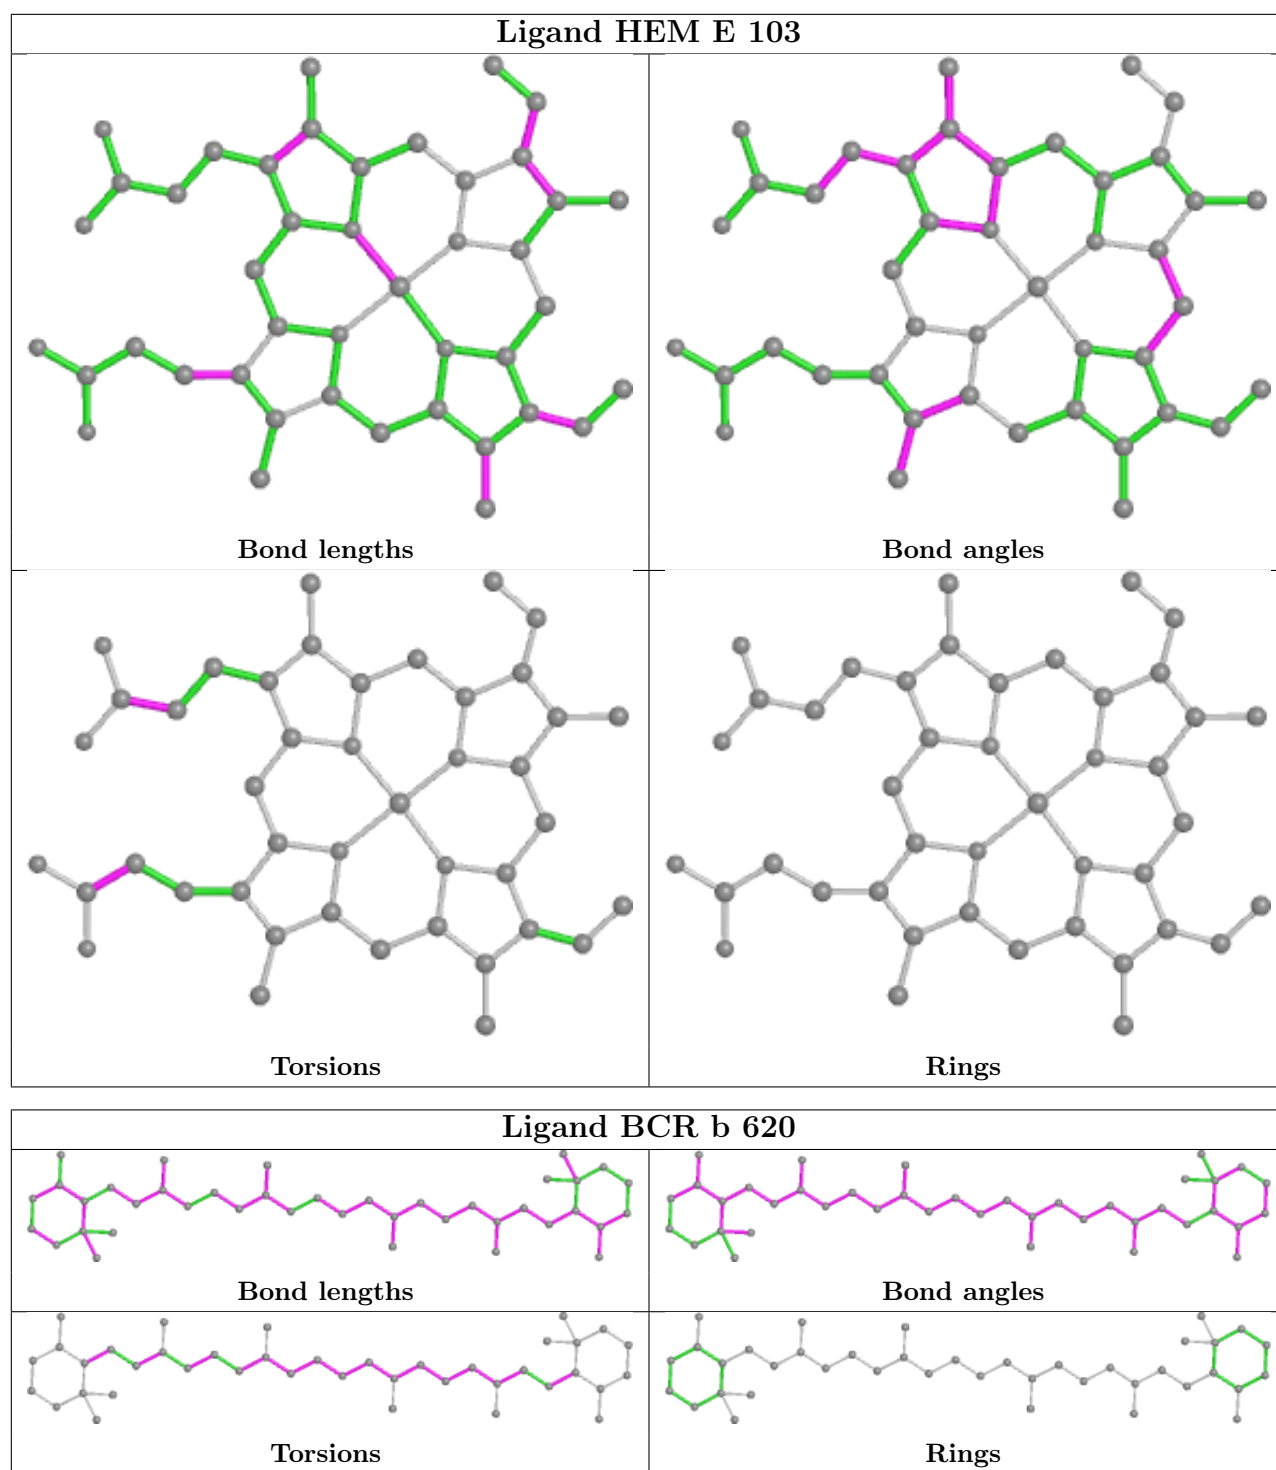 Ligand HEM E 103
Bond lengths
Bond angles
Torsions
Rings
Ligand BCR b 620
Bond lengths
Bond angles
Torsions
Rings